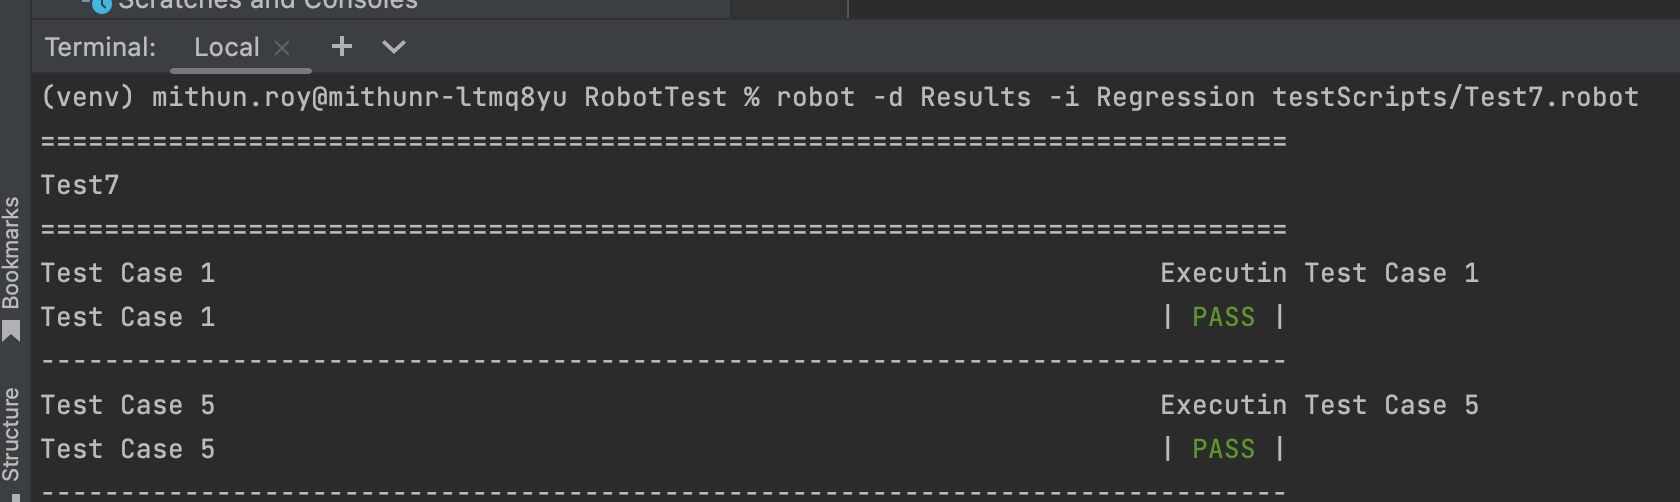 Scratches and Consoles
Terminal: Local × +
(venv) mithun.roy@mithunr-ltmq8yu RobotTest % robot -d Results -i Regression testScripts/Test7.robot
==============================================================================
Test7
==============================================================================
Test Case 1 Executin Test Case 1
Test Case 1 | PASS |
------------------------------------------------------------------------------
Test Case 5 Executin Test Case 5
Test Case 5 | PASS |
------------------------------------------------------------------------------
Bookmarks
Structure